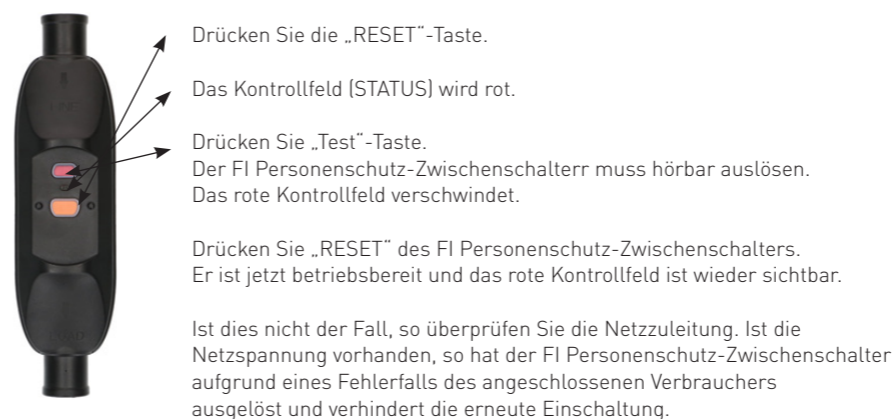 Drücken Sie die „RESET“-Taste.
Das Kontrollfeld (STATUS) wird rot.
Drücken Sie „Test“-Taste.
Der FI Personenschutz-Zwischenschalterr muss hörbar auslösen.
Das rote Kontrollfeld verschwindet.
Drücken Sie „RESET“ des FI Personenschutz-Zwischenschalters.
Er ist jetzt betriebsbereit und das rote Kontrollfeld ist wieder sichtbar.
Ist dies nicht der Fall, so überprüfen Sie die Netzzuleitung. Ist die
Netzspannung vorhanden, so hat der FI Personenschutz-Zwischenschalter
aufgrund eines Fehlerfalls des angeschlossenen Verbrauchers
ausgelöst und verhindert die erneute Einschaltung.